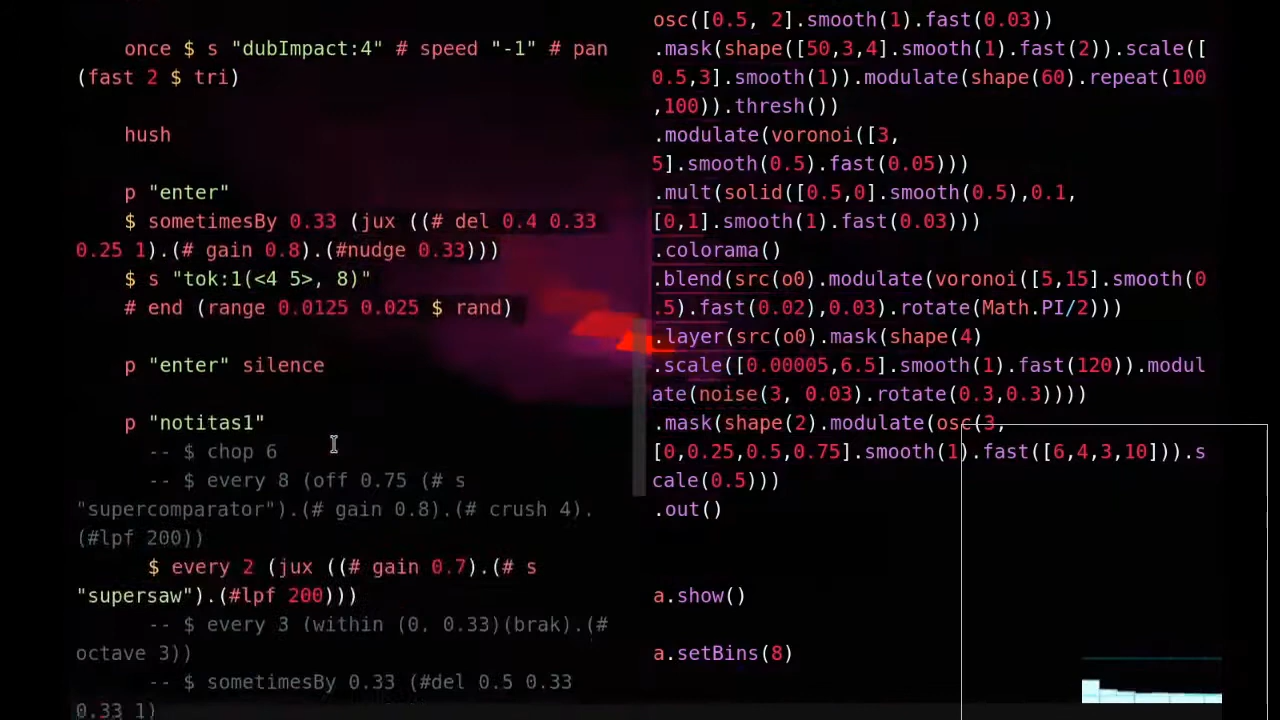 once $ s "dubImpact:4" # speed "-1" # pan
(fast 2 $ tri)
hush
p "enter"
$ sometimesBy 0.33 (jux ((# del 0.4 0.33
0.25 1).(# gain 0.8).(#nudge 0.33)))
$ s "tok:1(<4 5>, 8)"
# end (range 0.0125 0.025 $ rand)
p "enter" silence
p "notitas1"
-- $ chop 6
-- $ every 8 (off 0.75 (# s
"supercomparator").(# gain 0.8).(# crush 4).
(#lpf 200))
$ every 2 (jux ((# gain 0.7).(# s
"supersaw").(#lpf 200)))
-- $ every 3 (within (0, 0.33)(brak).(#
octave 3))
-- $ sometimesBy 0.33 (#del 0.5 0.33
0.33 1)
osc([0.5, 2].smooth(1).fast(0.03))
.mask(shape([50,3,4].smooth(1).fast(2)).scale([
0.5,3].smooth(1)).modulate(shape(60).repeat(100
,100)).thresh())
.modulate(voronoi([3,
5].smooth(0.5).fast(0.05)))
.mult(solid([0.5,0].smooth(0.5),0.1,
[0,1].smooth(1).fast(0.03)))
.colorama()
.blend(src(o0).modulate(voronoi([5,15].smooth(0
.5).fast(0.02),0.03).rotate(Math.PI/2)))
.layer(src(o0).mask(shape(4)
.scale([0.00005,6.5].smooth(1).fast(120)).modul
ate(noise(3, 0.03).rotate(0.3,0.3))))
.mask(shape(2).modulate(osc(3,
[0,0.25,0.5,0.75].smooth(1).fast([6,4,3,10])).s
cale(0.5)))
.out()
a.show()
a.setBins(8)